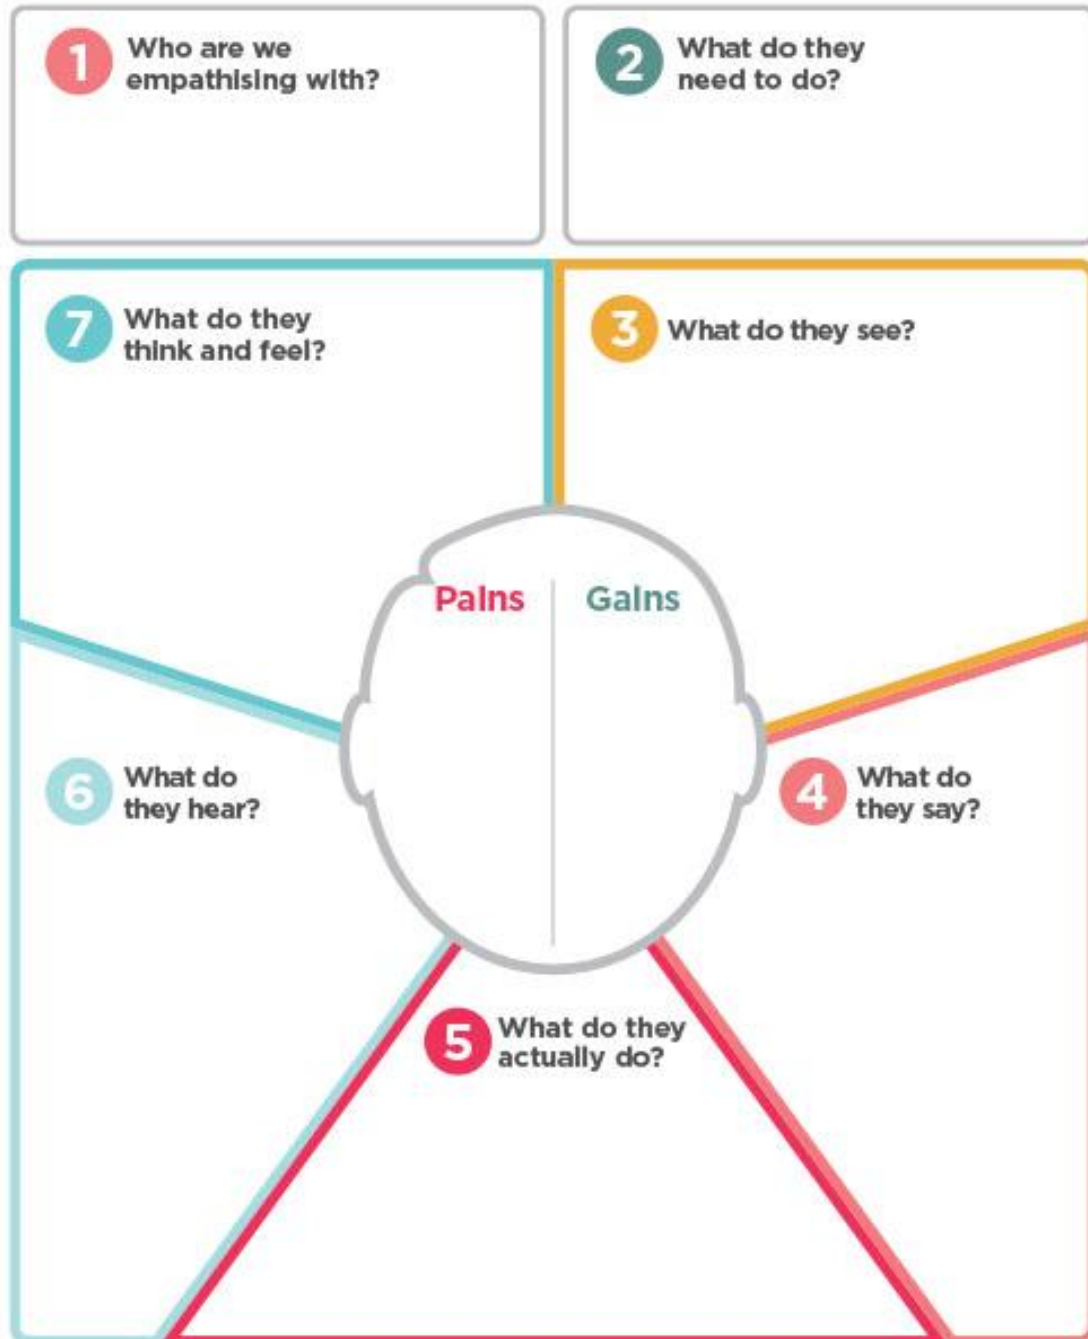 1 Who are we
empathising with?
2 What do they
need to do?
7 What do they
think and feel?
3 What do they see?
Pains Gains
6 What do
they hear?
4 What do
they say?
5 What do they
actually do?